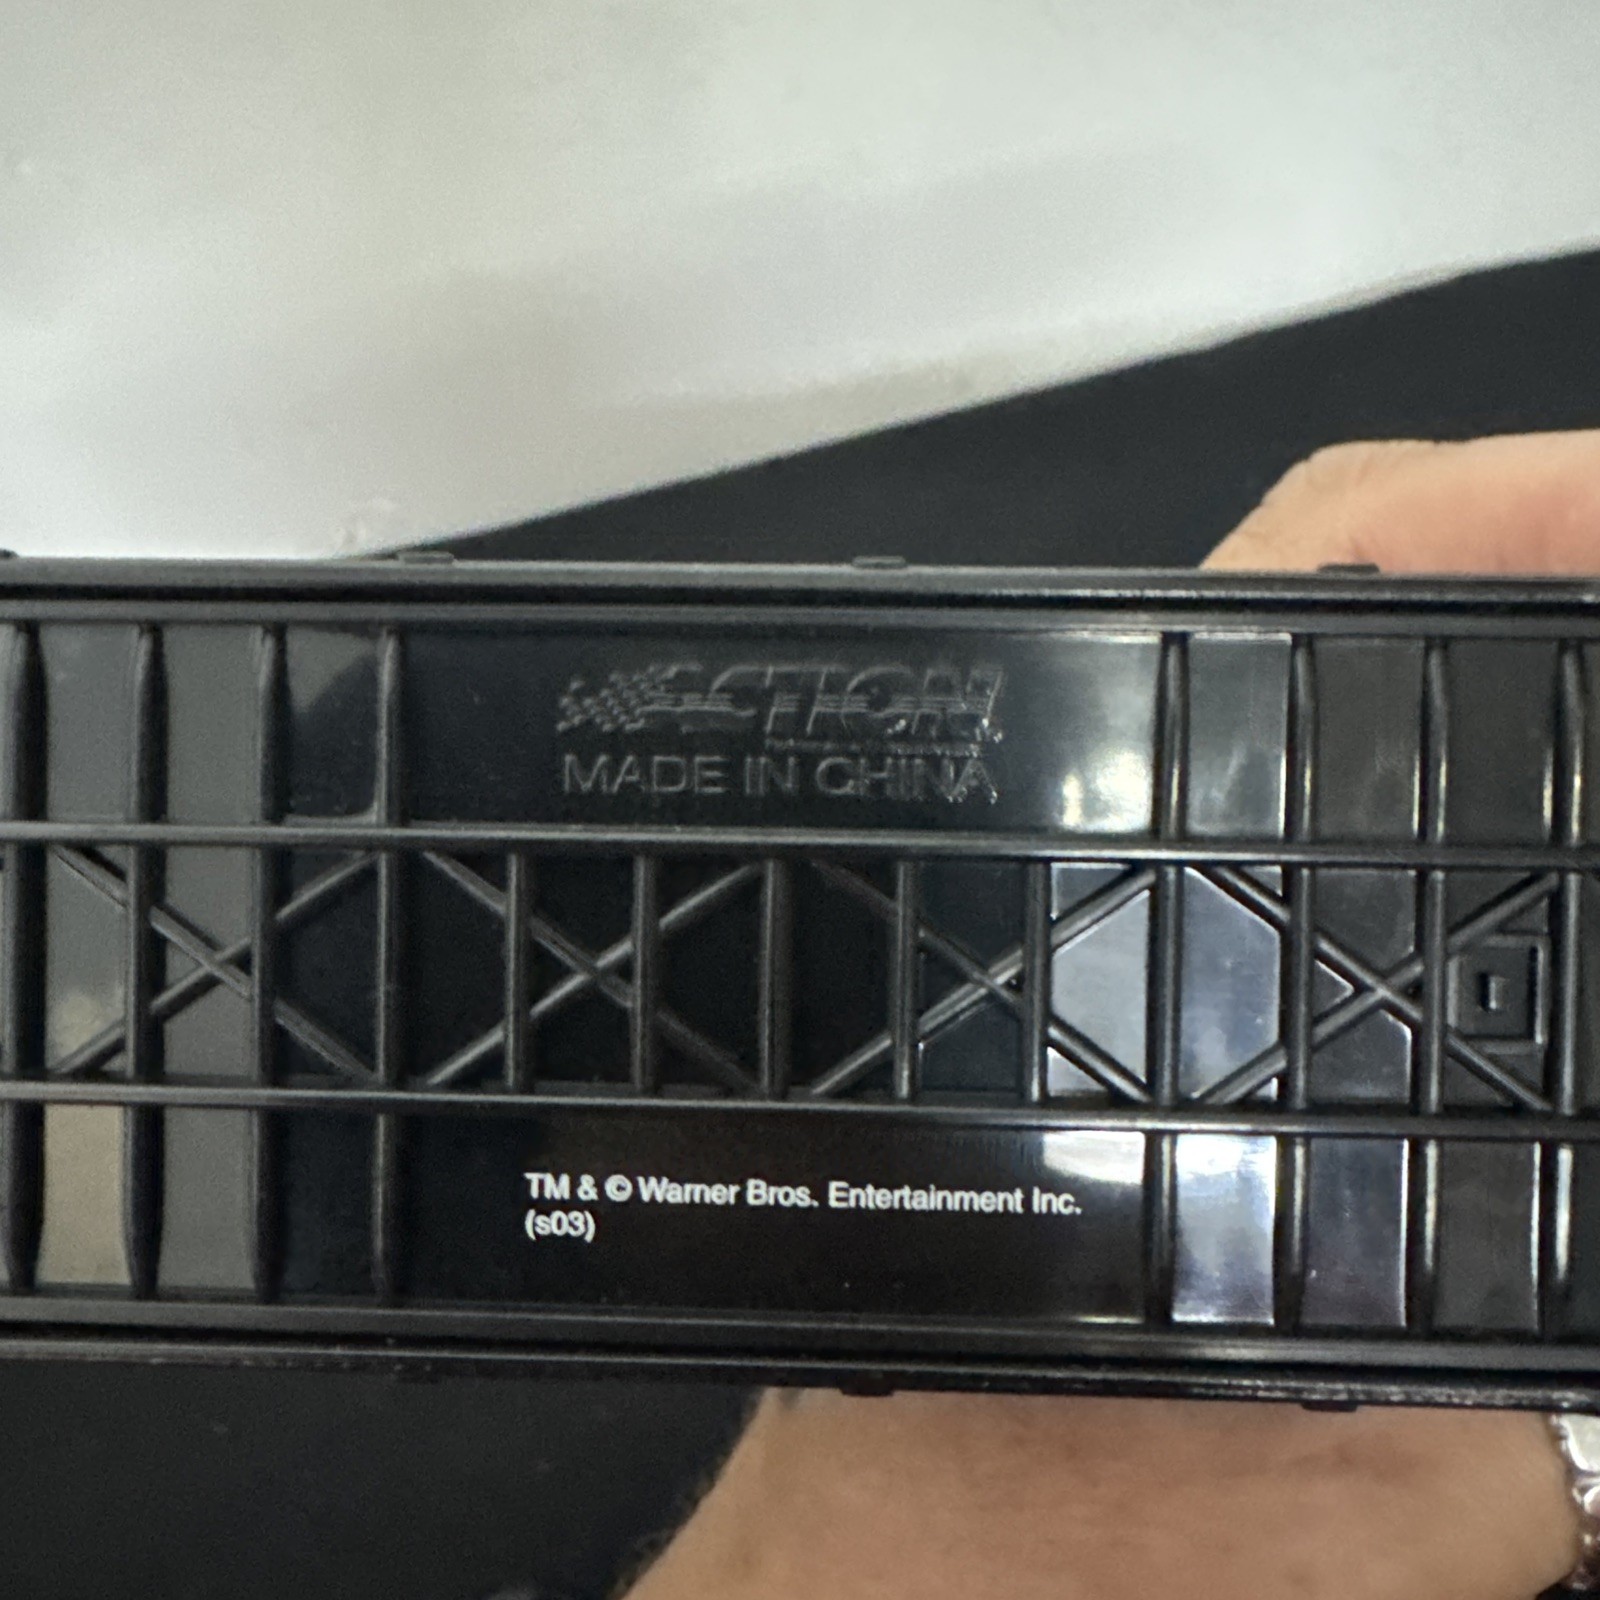 ACTION
MADE IN CHINA
TM & © Warner Bros. Entertainment Inc.
(s03)